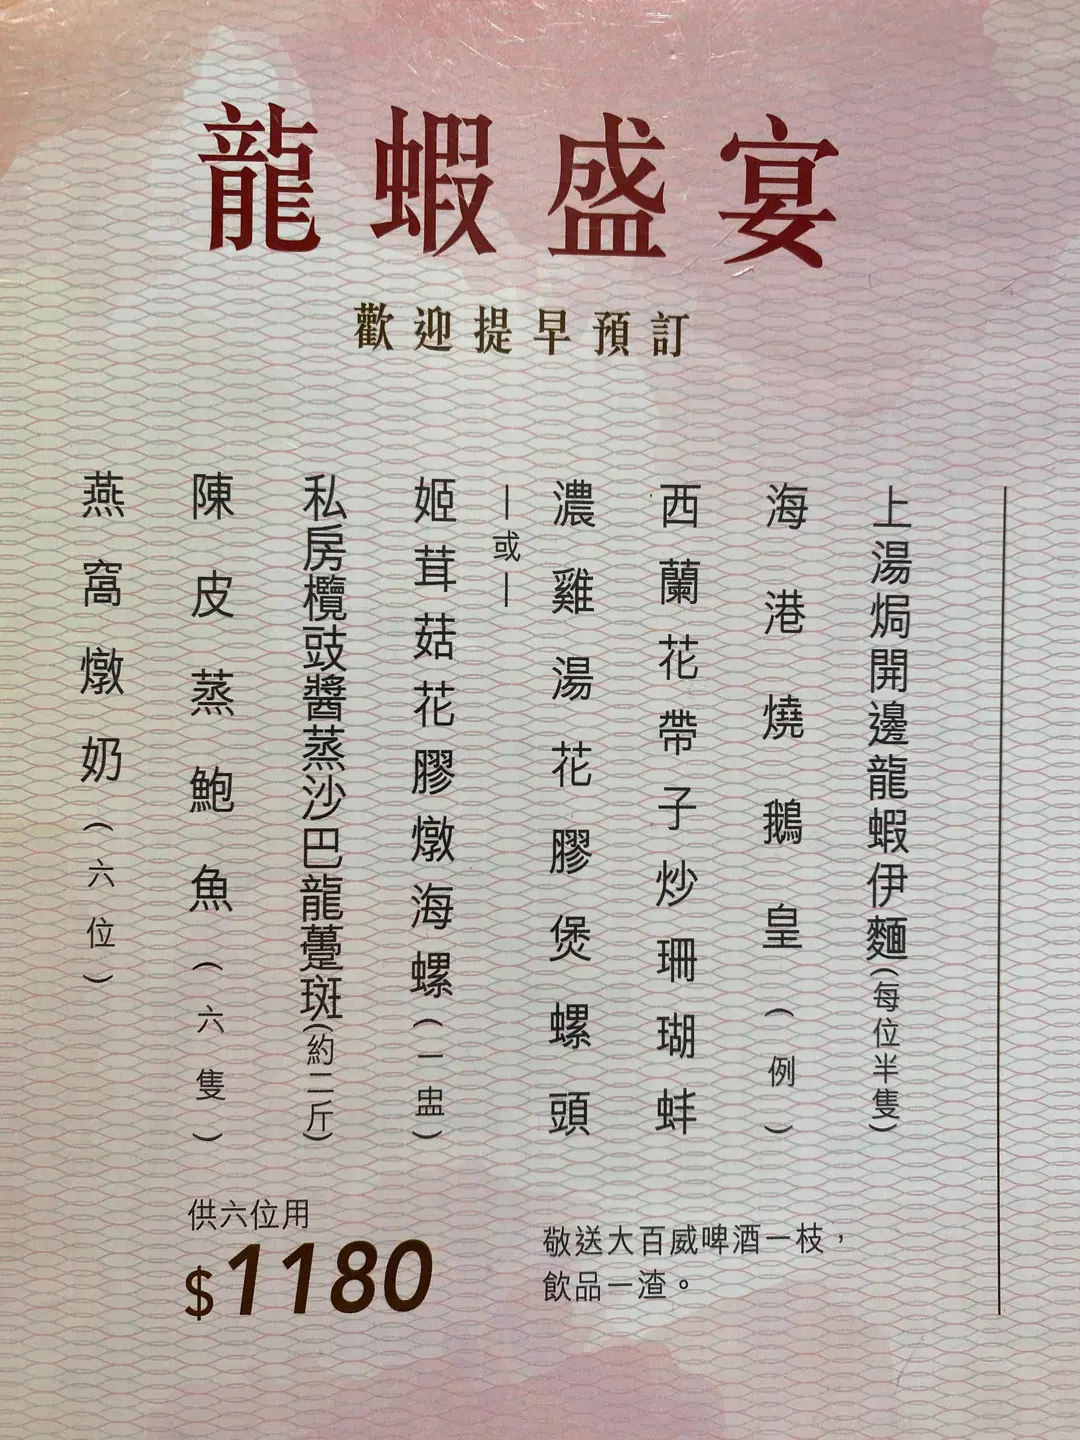 龍蝦盛宴
歡迎提早預訂
上湯焗開邊龍蝦伊麵(每位半隻)
海港燒鵝皇(例)
西蘭花帶子炒珊瑚蚌
濃雞湯花膠煲螺頭
—或—
姬茸菇花膠燉海螺(一盅)
私房欖豉醬蒸沙巴龍躉斑(約二斤)
陳皮蒸鮑魚(六隻)
燕窩燉奶(六位)
供六位用
$1180
敬送大百威啤酒一枝，
飲品一渣。